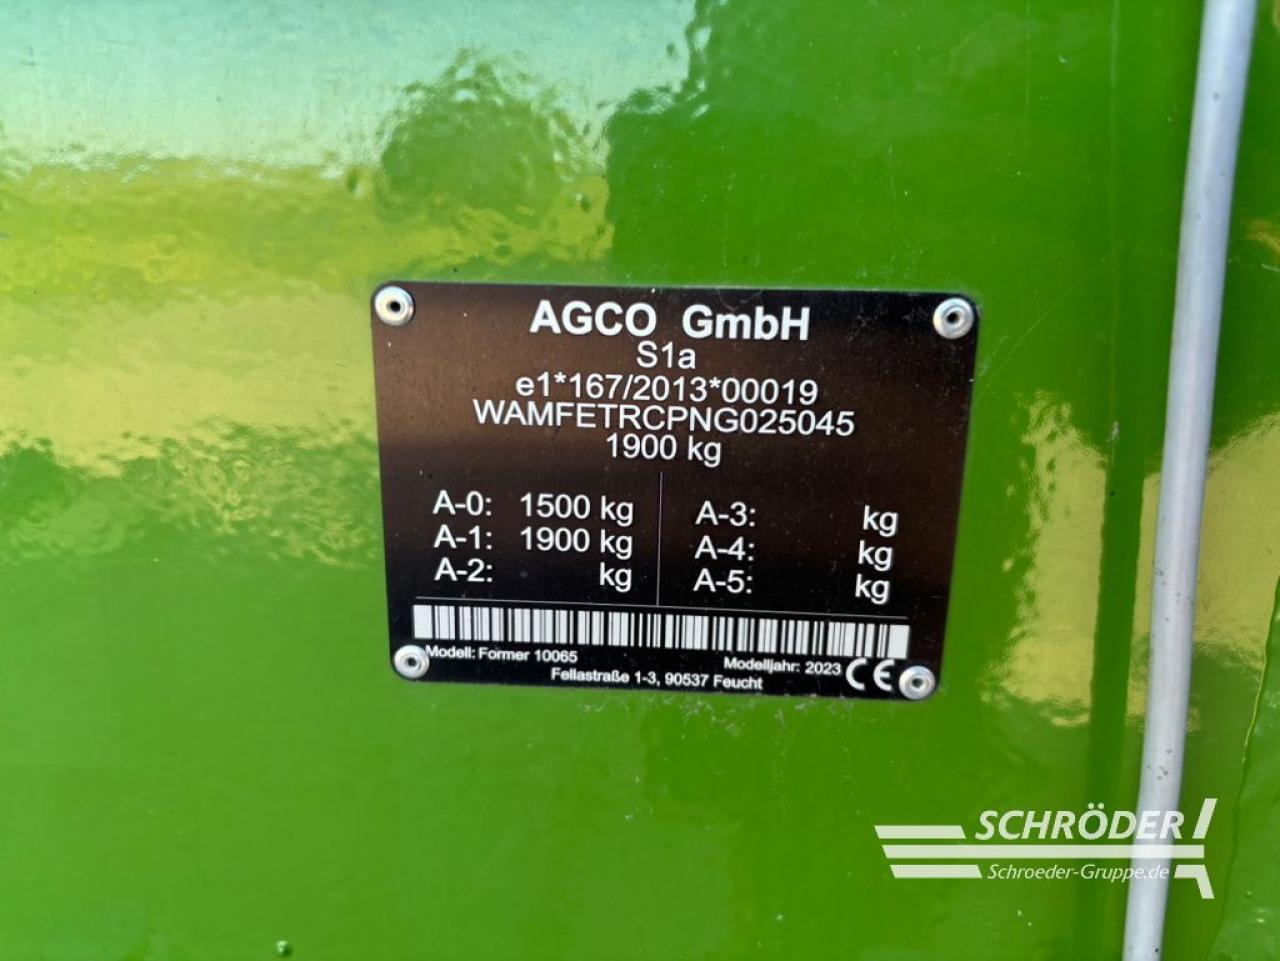 AGCO GmbH
S1a
e1*167/2013*00019
WAMFETRCPNG025045
1900 kg
A-0: 1500 kg
A-1: 1900 kg
A-2: kg
A-3: kg
A-4: kg
A-5: kg
Modell: Former 10065
Modelljahr: 2023 CE
Fellastraße 1-3, 90537 Feucht
SCHRÖDER
Schroeder-Gruppe.de